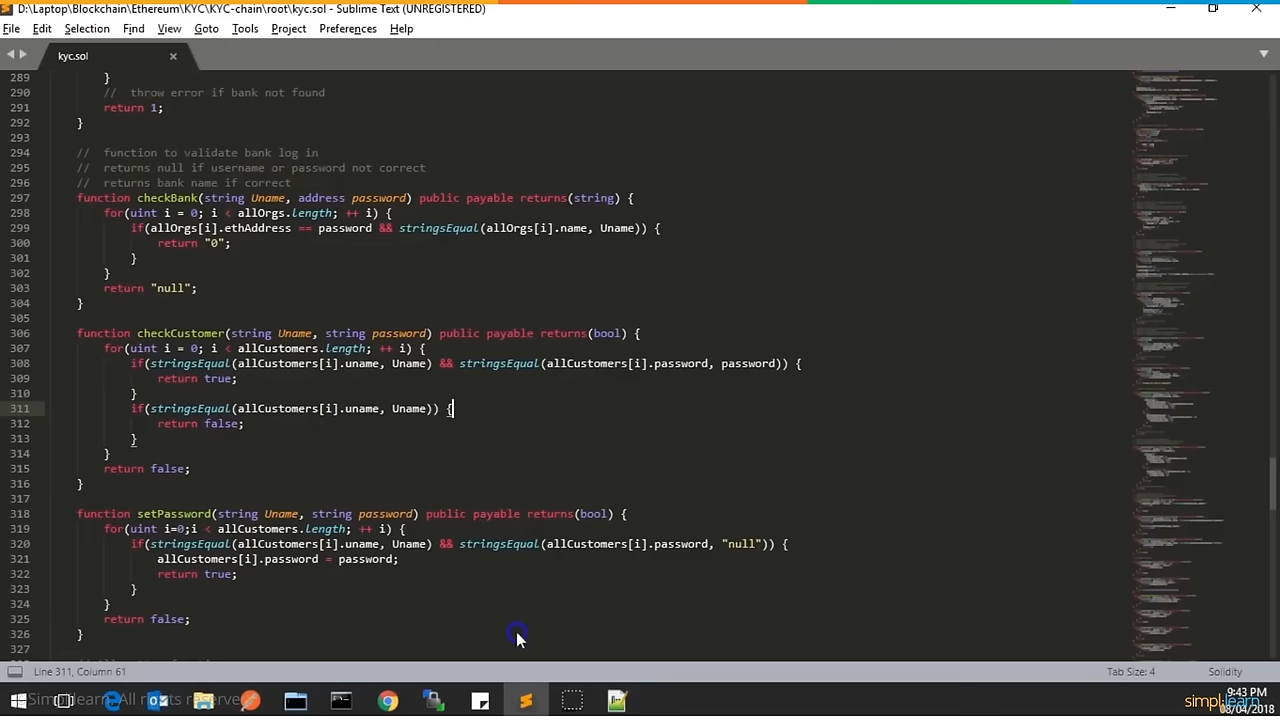 D:\Laptop\Blockchain\Ethereum\KYC\KYC-chain\root\kyc.sol - Sublime Text (UNREGISTERED)
File Edit Selection Find View Goto Tools Project Preferences Help
kyc.sol
289 }
290 // throw error if bank not found
291 return 1;
292 }
293
294 // function to validate bank log in
295 // returns null if username or password not correct
296 // returns bank name if correct
297 function checkBank(string Uname, address password) public payable returns(string) {
298 for(uint i = 0; i < allOrgs.length; ++ i) {
299 if(allOrgs[i].ethAddress == password && stringsEqual(allOrgs[i].name, Uname)) {
300 return "0";
301 }
302 }
303 return "null";
304 }
305
306 function checkCustomer(string Uname, string password) public payable returns(bool) {
307 for(uint i = 0; i < allCustomers.length; ++ i) {
308 if(stringsEqual(allCustomers[i].uname, Uname) stringsEqual(allCustomers[i].password, password)) {
309 return true;
310 }
311 if(stringsEqual(allCustomers[i].uname, Uname)) {
312 return false;
313 }
314 }
315 return false;
316 }
317
318 function setPassword(string Uname, string password) public payable returns(bool) {
319 for(uint i=0;i < allCustomers.length; ++ i) {
320 if(stringsEqual(allCustomers[i].uname, Uname) stringsEqual(allCustomers[i].password, "null")) {
321 allCustomers[i].password = password;
322 return true;
323 }
324 }
325 return false;
326 }
327
Line 311, Column 61 Tab Size: 4 Solidity
Simplilearn. All rights reserved
simplilearn
9:43 PM
08/04/2018